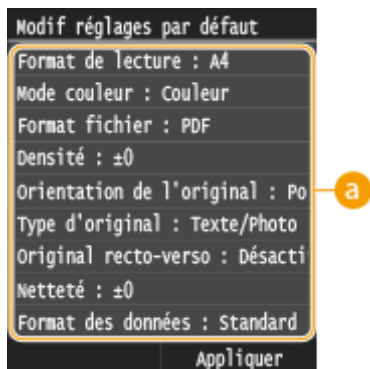 Modif réglages par défaut
Format de lecture : A4
Mode couleur : Couleur
Format fichier : PDF
Densité : ±0
Orientation de l'original : Po
Type d'original : Texte/Photo
Original recto-verso : Désacti
Netteté : ±0
Format des données : Standard
Appliquer
a